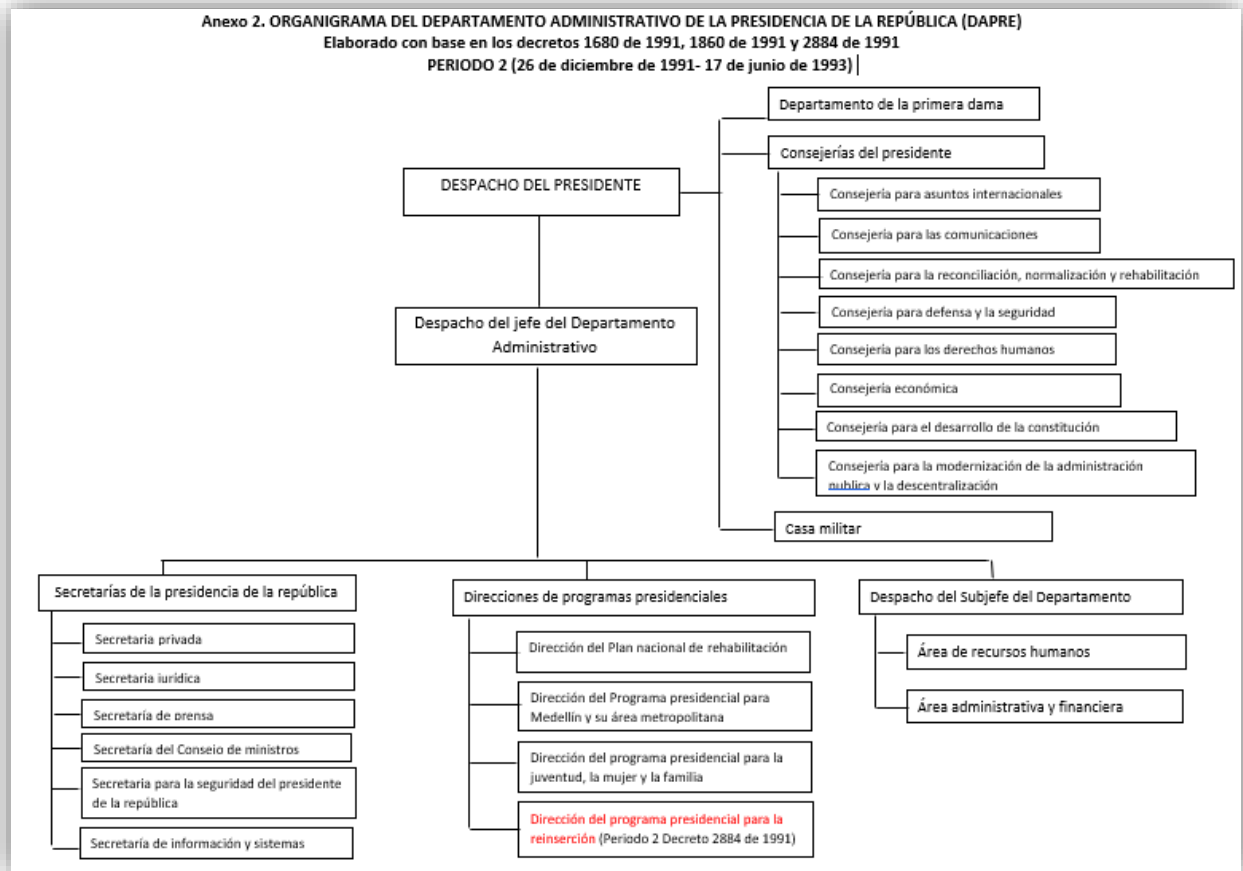 Anexo 2. ORGANIGRAMA DEL DEPARTAMENTO ADMINISTRATIVO DE LA PRESIDENCIA DE LA REPÚBLICA (DAPRE)
Elaborado con base en los decretos 1680 de 1991, 1860 de 1991 y 2884 de 1991
PERIODO 2 (26 de diciembre de 1991- 17 de junio de 1993)
DESPACHO DEL PRESIDENTE
Departamento de la primera dama
Consejerías del presidente
Consejería para asuntos internacionales
Consejería para las comunicaciones
Consejería para la reconciliación, normalización y rehabilitación
Consejería para defensa y la seguridad
Consejería para los derechos humanos
Consejería económica
Consejería para el desarrollo de la constitución
Consejería para la modernización de la administración
publica y la descentralización
Casa militar
Despacho del jefe del Departamento
Administrativo
Secretarías de la presidencia de la república
Secretaria privada
Secretaria jurídica
Secretaría de prensa
Secretaría del Consejo de ministros
Secretaria para la seguridad del presidente
de la república
Secretaría de información y sistemas
Direcciones de programas presidenciales
Dirección del Plan nacional de rehabilitación
Dirección del Programa presidencial para
Medellín y su área metropolitana
Dirección del programa presidencial para la
juventud, la mujer y la familia
Dirección del programa presidencial para la
reinserción (Periodo 2 Decreto 2884 de 1991)
Despacho del Subjefe del Departamento
Área de recursos humanos
Área administrativa y financiera